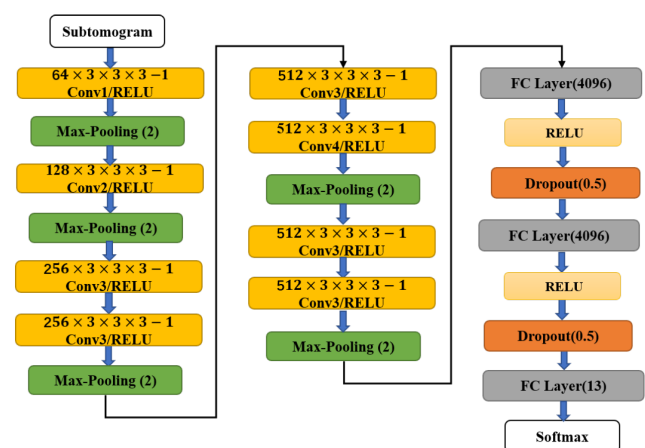 Subtomogram
64 × 3 × 3 × 3 − 1
Conv1/RELU
Max-Pooling (2)
128 × 3 × 3 × 3 − 1
Conv2/RELU
Max-Pooling (2)
256 × 3 × 3 × 3 − 1
Conv3/RELU
256 × 3 × 3 × 3 − 1
Conv3/RELU
Max-Pooling (2)
512 × 3 × 3 × 3 − 1
Conv3/RELU
512 × 3 × 3 × 3 − 1
Conv4/RELU
Max-Pooling (2)
512 × 3 × 3 × 3 − 1
Conv3/RELU
512 × 3 × 3 × 3 − 1
Conv3/RELU
Max-Pooling (2)
FC Layer(4096)
RELU
Dropout(0.5)
FC Layer(4096)
RELU
Dropout(0.5)
FC Layer(13)
Softmax